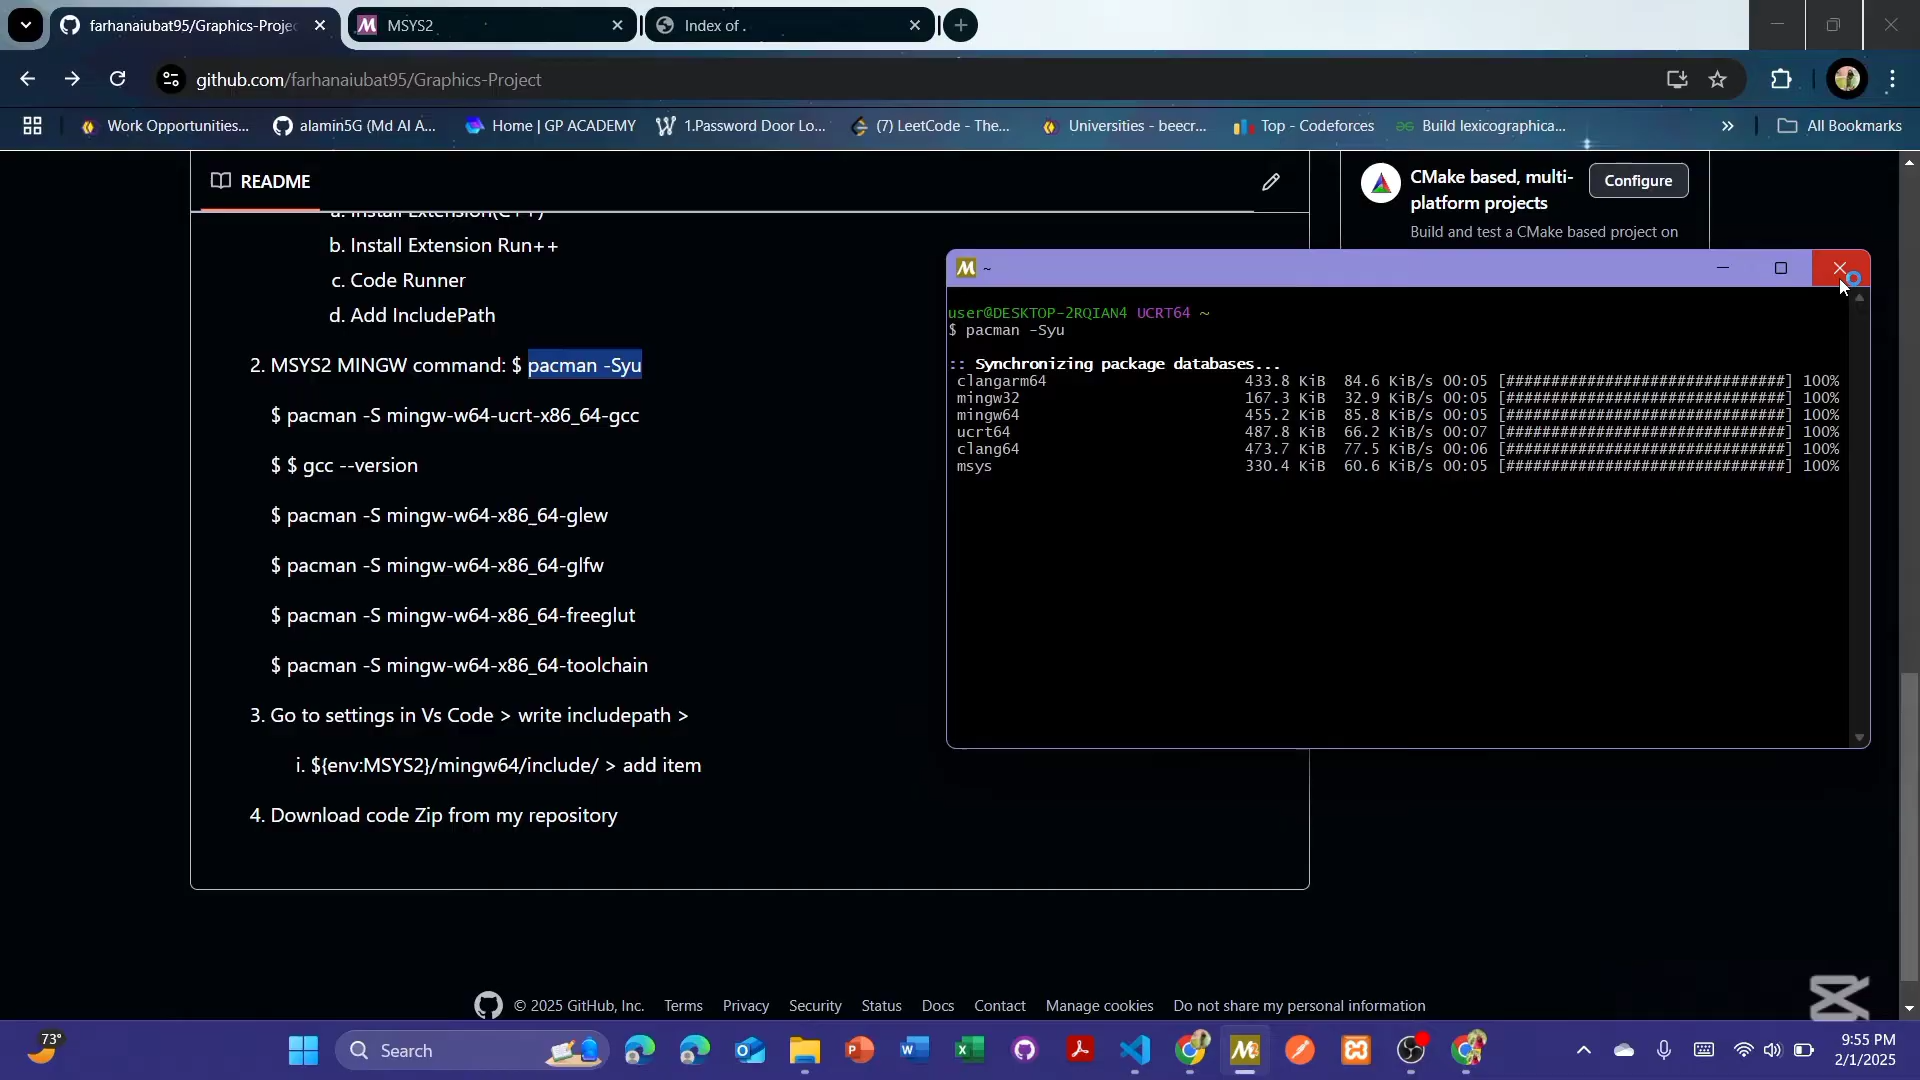 farhanaiubat95/Graphics-Proje
MSYS2
Index of .
github.com/farhanaiubat95/Graphics-Project
Work Opportunities...
alamin5G (Md Al A...
Home | GP ACADEMY
1.Password Door Lo...
(7) LeetCode - The...
Universities - beecr...
Top - Codeforces
Build lexicographica...
All Bookmarks
README
a. Install Extension(C++)
b. Install Extension Run++
c. Code Runner
d. Add IncludePath
2. MSYS2 MINGW command: $ pacman -Syu
$ pacman -S mingw-w64-ucrt-x86_64-gcc
$ $ gcc --version
$ pacman -S mingw-w64-x86_64-glew
$ pacman -S mingw-w64-x86_64-glfw
$ pacman -S mingw-w64-x86_64-freeglut
$ pacman -S mingw-w64-x86_64-toolchain
3. Go to settings in Vs Code > write includepath >
i. ${env:MSYS2}/mingw64/include/ > add item
4. Download code Zip from my repository
CMake based, multi-
platform projects
Configure
Build and test a CMake based project on
~
user@DESKTOP-2RQIAN4 UCRT64 ~
$ pacman -Syu
:: Synchronizing package databases...
clangarm64 433.8 KiB 84.6 KiB/s 00:05 [###############################] 100%
mingw32 167.3 KiB 32.9 KiB/s 00:05 [###############################] 100%
mingw64 455.2 KiB 85.8 KiB/s 00:05 [###############################] 100%
ucrt64 487.8 KiB 66.2 KiB/s 00:07 [###############################] 100%
clang64 473.7 KiB 77.5 KiB/s 00:06 [###############################] 100%
msys 330.4 KiB 60.6 KiB/s 00:05 [###############################] 100%
© 2025 GitHub, Inc. Terms Privacy Security Status Docs Contact Manage cookies Do not share my personal information
73°
Search
9:55 PM
2/1/2025